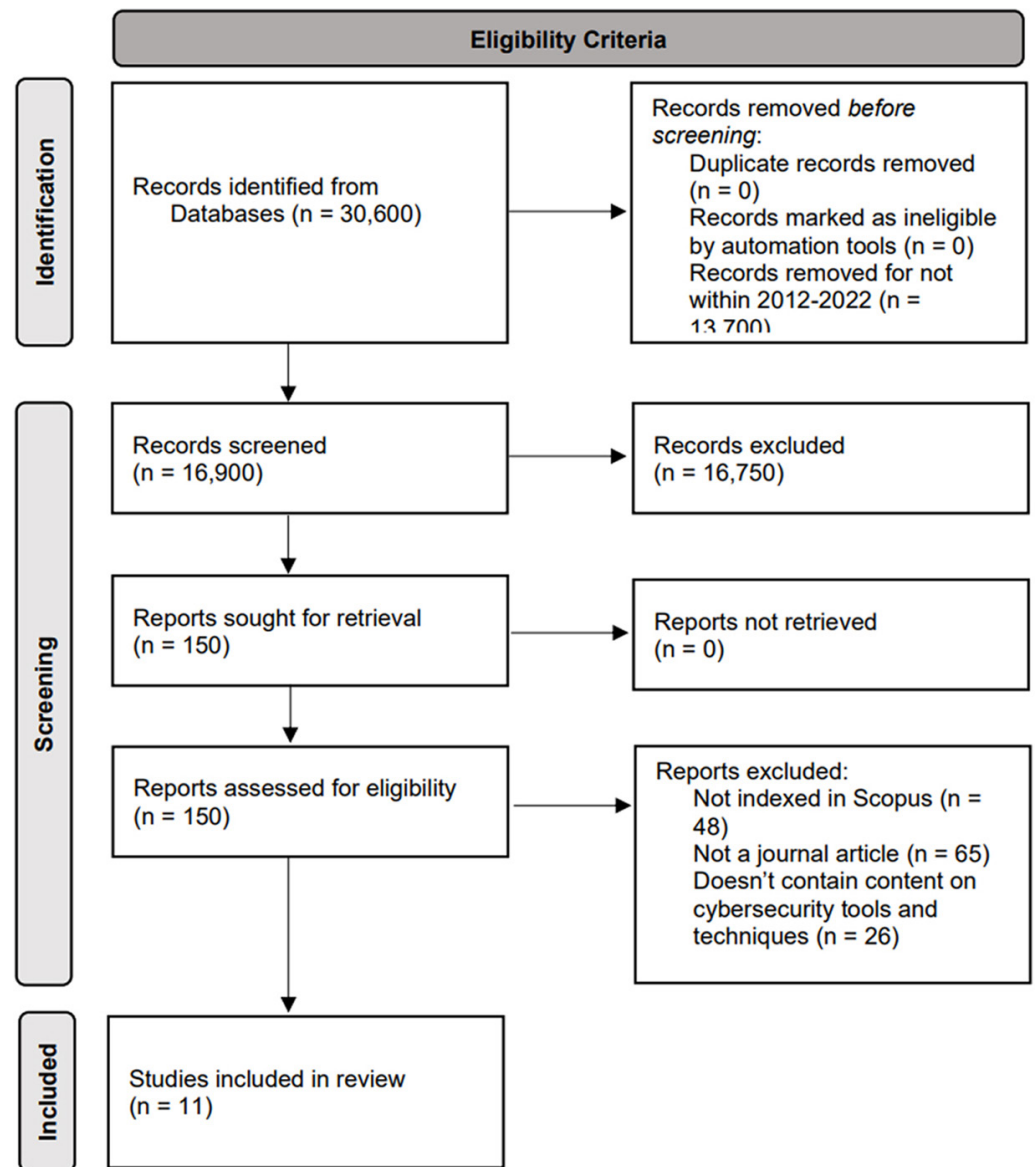 Eligibility Criteria
Identification
Records identified from
Databases (n = 30,600)
Records removed before
screening:
Duplicate records removed
(n = 0)
Records marked as ineligible
by automation tools (n = 0)
Records removed for not
within 2012-2022 (n =
13,700)
Screening
Records screened
(n = 16,900)
Records excluded
(n = 16,750)
Reports sought for retrieval
(n = 150)
Reports not retrieved
(n = 0)
Reports assessed for eligibility
(n = 150)
Reports excluded:
Not indexed in Scopus (n =
48)
Not a journal article (n = 65)
Doesn’t contain content on
cybersecurity tools and
techniques (n = 26)
Included
Studies included in review
(n = 11)